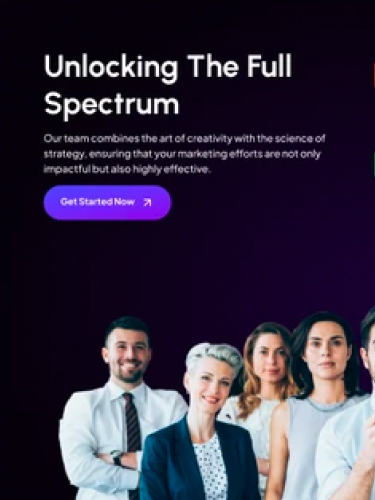 Unlocking The Full
Spectrum
Our team combines the art of creativity with the science of
strategy, ensuring that your marketing efforts are not only
impactful but also highly effective.
Get Started Now